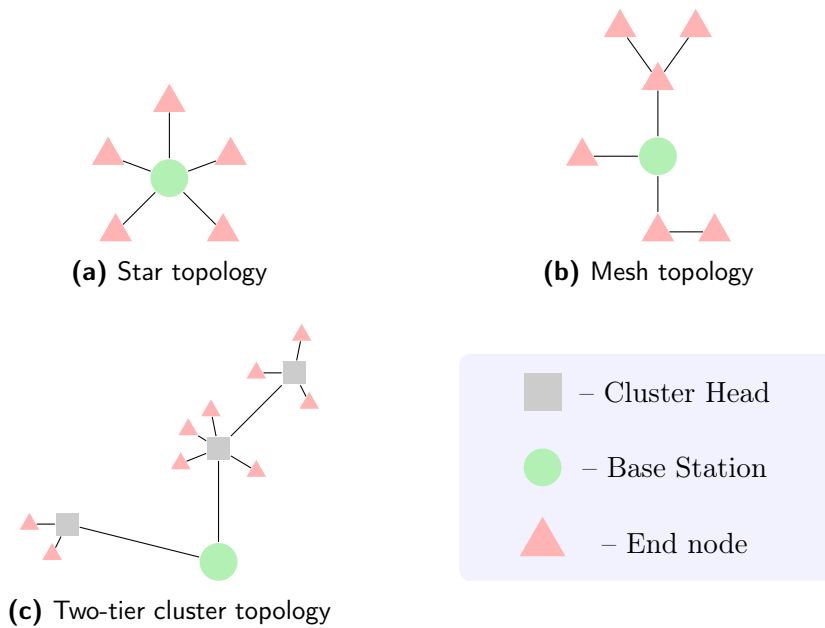 (a) Star topology
(b) Mesh topology
– Cluster Head
– Base Station
– End node
(c) Two-tier cluster topology